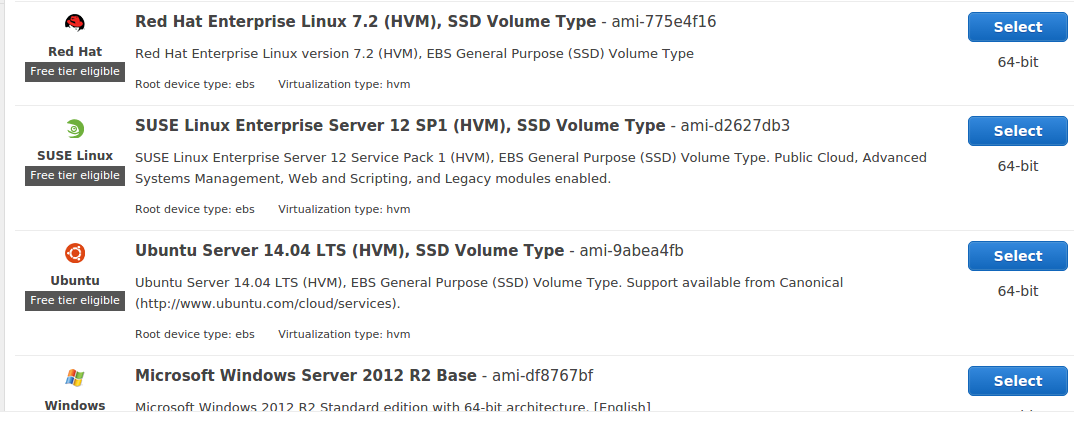 Red Hat Enterprise Linux 7.2 (HVM), SSD Volume Type - ami-775e4f16
Select
Red Hat
Red Hat Enterprise Linux version 7.2 (HVM), EBS General Purpose (SSD) Volume Type
64-bit
Free tier eligible
Root device type: ebs Virtualization type: hvm
SUSE Linux Enterprise Server 12 SP1 (HVM), SSD Volume Type - ami-d2627db3
Select
SUSE Linux
SUSE Linux Enterprise Server 12 Service Pack 1 (HVM), EBS General Purpose (SSD) Volume Type. Public Cloud, Advanced
64-bit
Free tier eligible
Systems Management, Web and Scripting, and Legacy modules enabled.
Root device type: ebs Virtualization type: hvm
Ubuntu Server 14.04 LTS (HVM), SSD Volume Type - ami-9abea4fb
Select
Ubuntu
Ubuntu Server 14.04 LTS (HVM), EBS General Purpose (SSD) Volume Type. Support available from Canonical
64-bit
Free tier eligible
(http://www.ubuntu.com/cloud/services).
Root device type: ebs Virtualization type: hvm
Microsoft Windows Server 2012 R2 Base - ami-df8767bf
Select
Windows
Microsoft Windows 2012 R2 Standard edition with 64-bit architecture. [English]